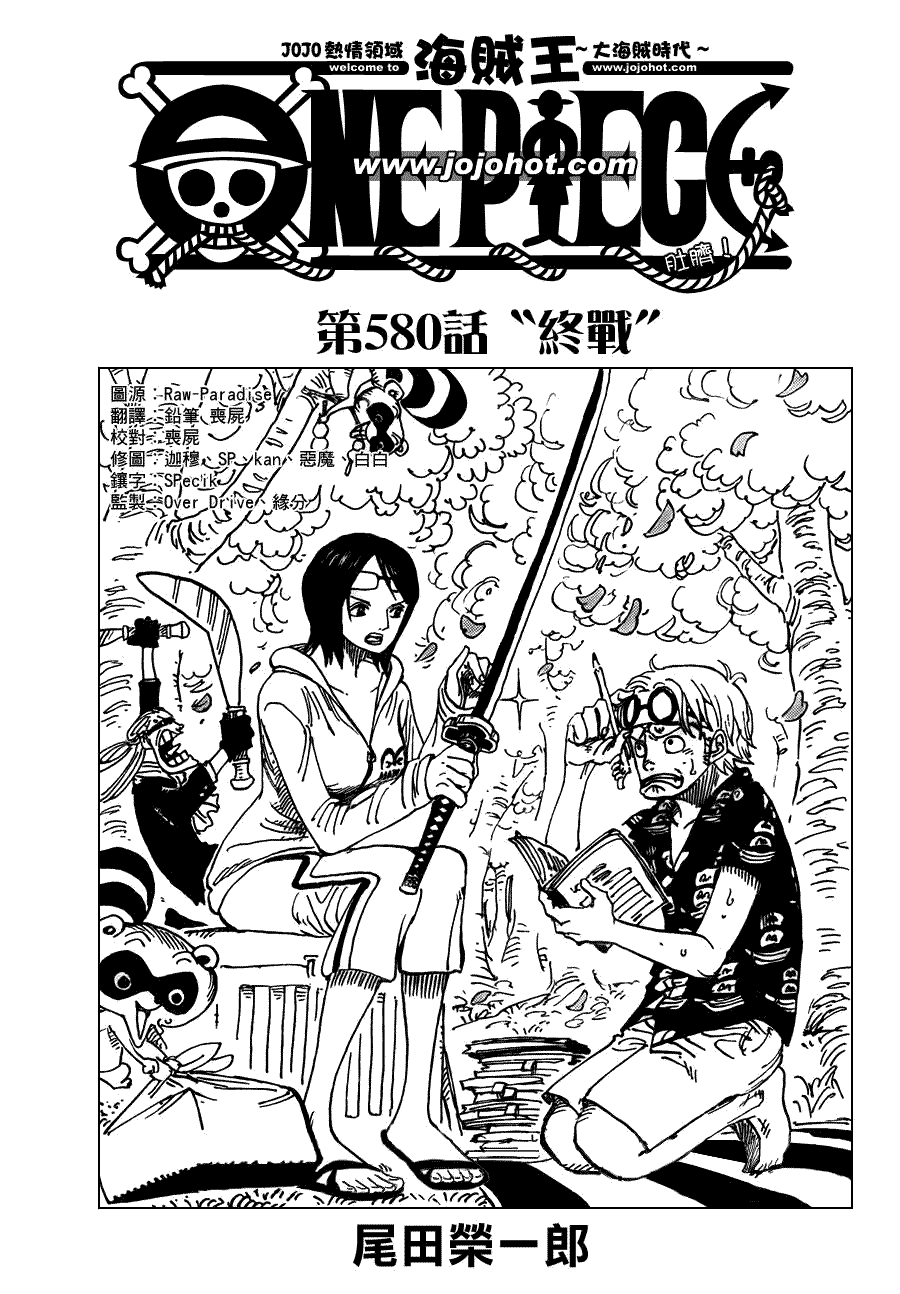 JOJO 熱情領域
welcome to
海賊王
~ 大海賊時代 ~
www.jojohot.com
ONE PIECE
www.jojohot.com
肚臍！
第580話 〝終戰〞
圖源：Raw-Paradise
翻譯：鉛筆 喪屍
校對：喪屍
修圖：迦穆、SP、kan、惡魔、白白
鑲字：SPecik
監製：Over Drive、緣分
尾田榮一郎